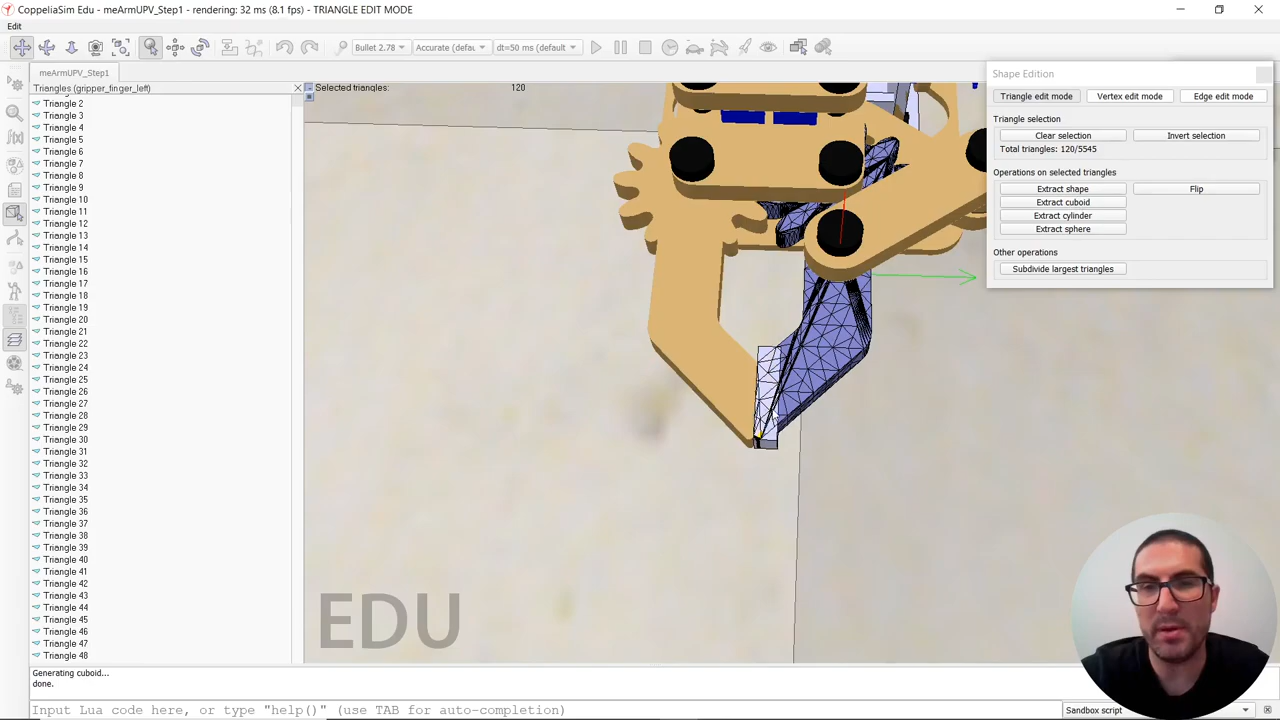 CoppeliaSim Edu - meArmUPV_Step1 - rendering: 32 ms (8.1 fps) - TRIANGLE EDIT MODE
Edit
Bullet 2.78
Accurate (defau
dt=50 ms (default)
meArmUPV_Step1
Triangles (gripper_finger_left)
Triangle 2
Triangle 3
Triangle 4
Triangle 5
Triangle 6
Triangle 7
Triangle 8
Triangle 9
Triangle 10
Triangle 11
Triangle 12
Triangle 13
Triangle 14
Triangle 15
Triangle 16
Triangle 17
Triangle 18
Triangle 19
Triangle 20
Triangle 21
Triangle 22
Triangle 23
Triangle 24
Triangle 25
Triangle 26
Triangle 27
Triangle 28
Triangle 29
Triangle 30
Triangle 31
Triangle 32
Triangle 33
Triangle 34
Triangle 35
Triangle 36
Triangle 37
Triangle 38
Triangle 39
Triangle 40
Triangle 41
Triangle 42
Triangle 43
Triangle 44
Triangle 45
Triangle 46
Triangle 47
Triangle 48
Selected triangles: 120
EDU
Shape Edition
Triangle edit mode
Vertex edit mode
Edge edit mode
Triangle selection
Clear selection
Invert selection
Total triangles: 120/5545
Operations on selected triangles
Extract shape
Flip
Extract cuboid
Extract cylinder
Extract sphere
Other operations
Subdivide largest triangles
Generating cuboid...
done.
Input Lua code here, or type "help()" (use TAB for auto-completion)
Sandbox script